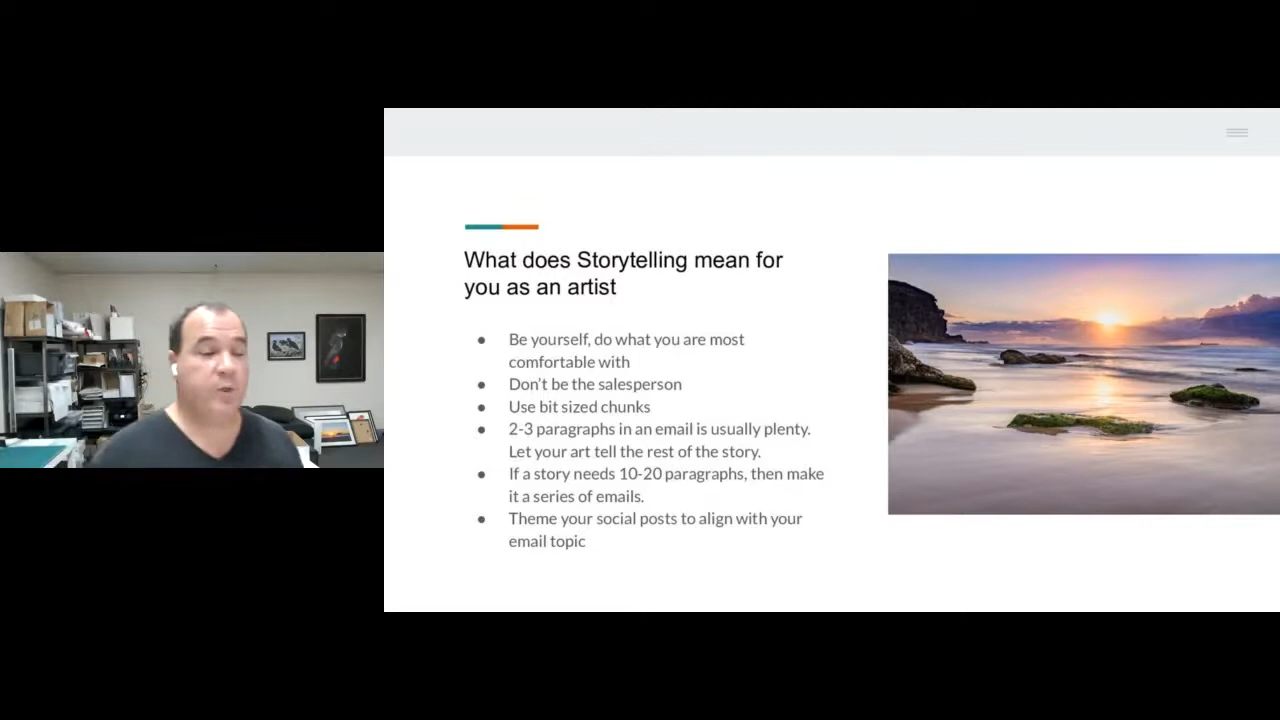 What does Storytelling mean for
you as an artist
● Be yourself, do what you are most
comfortable with
● Don't be the salesperson
● Use bit sized chunks
● 2-3 paragraphs in an email is usually plenty.
Let your art tell the rest of the story.
● If a story needs 10-20 paragraphs, then make
it a series of emails.
● Theme your social posts to align with your
email topic